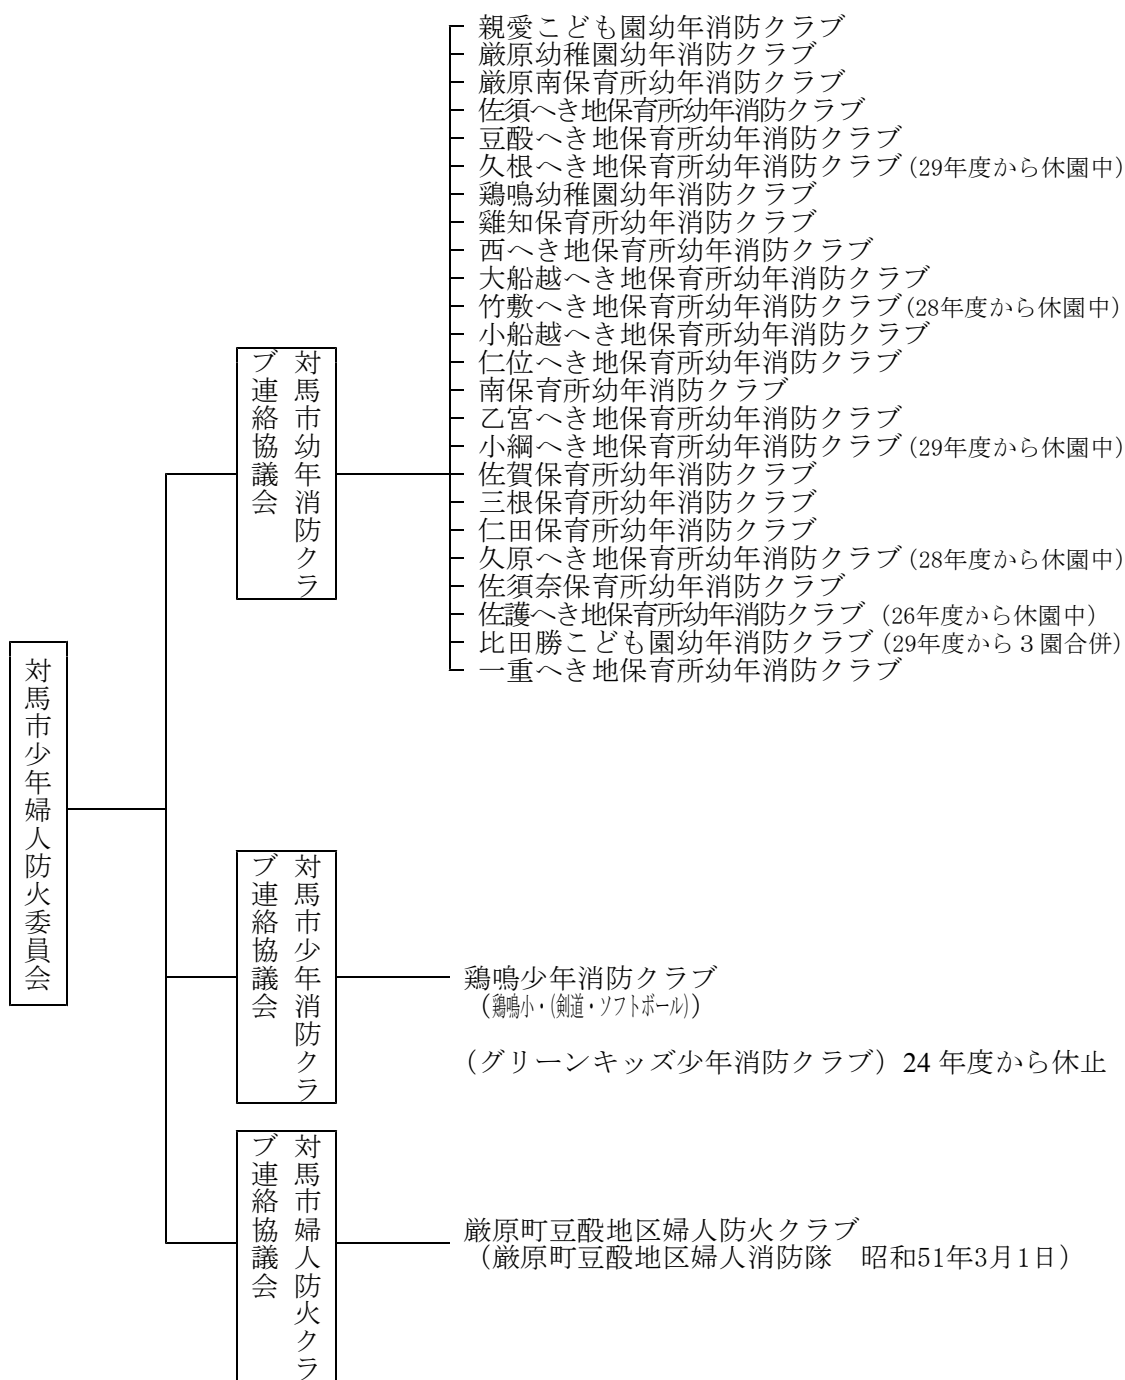 親愛こども園幼年消防クラブ
厳原幼稚園幼年消防クラブ
厳原南保育所幼年消防クラブ
佐須へき地保育所幼年消防クラブ
豆酘へき地保育所幼年消防クラブ
久根へき地保育所幼年消防クラブ(29年度から休園中)
鶏鳴幼稚園幼年消防クラブ
雞知保育所幼年消防クラブ
西へき地保育所幼年消防クラブ
大船越へき地保育所幼年消防クラブ
竹敷へき地保育所幼年消防クラブ(28年度から休園中)
小船越へき地保育所幼年消防クラブ
仁位へき地保育所幼年消防クラブ
南保育所幼年消防クラブ
乙宮へき地保育所幼年消防クラブ
小綱へき地保育所幼年消防クラブ(29年度から休園中)
佐賀保育所幼年消防クラブ
三根保育所幼年消防クラブ
仁田保育所幼年消防クラブ
久原へき地保育所幼年消防クラブ(28年度から休園中)
佐須奈保育所幼年消防クラブ
佐護へき地保育所幼年消防クラブ (26年度から休園中)
比田勝こども園幼年消防クラブ(29年度から3園合併)
一重へき地保育所幼年消防クラブ
対馬市幼年消防クラ
ブ連絡協議会
対馬市少年婦人防火委員会
対馬市少年消防クラ
ブ連絡協議会
鶏鳴少年消防クラブ
(鶏鳴小・(剣道・ソフトボール))
(グリーンキッズ少年消防クラブ)24年度から休止
対馬市婦人防火クラ
ブ連絡協議会
厳原町豆酘地区婦人防火クラブ
(厳原町豆酘地区婦人消防隊 昭和51年3月1日)